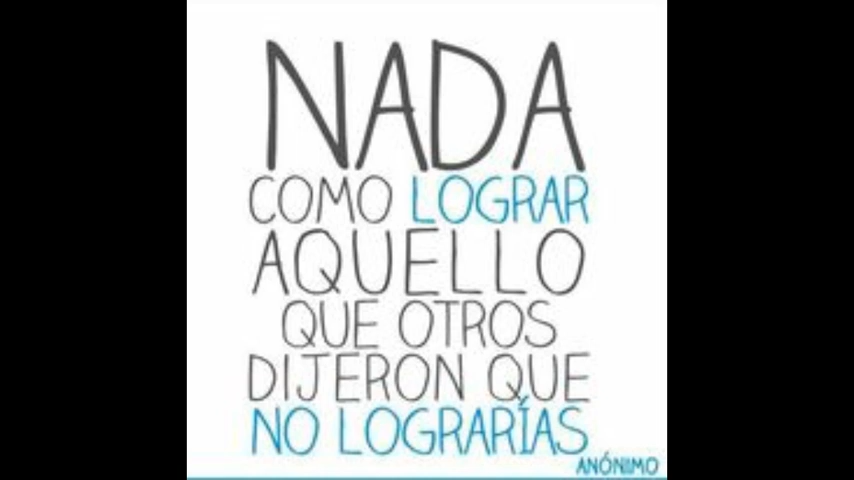 NADA
COMO LOGRAR
AQUELLO
QUE OTROS
DIJERON QUE
NO LOGRARÍAS
ANÓNIMO